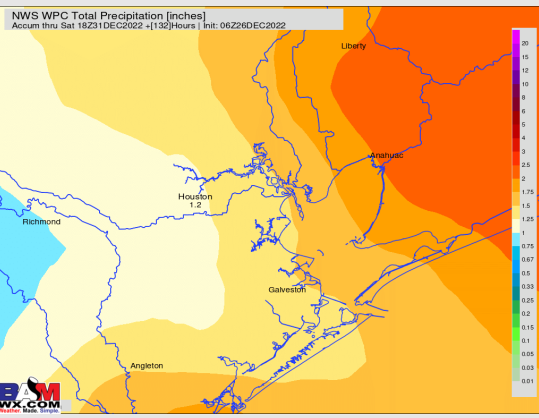 NWS WPC Total Precipitation [inches]
Accum thru Sat 18Z31DEC2022 +[132]Hours | Init: 06Z26DEC2022
Liberty
Anahuac
Houston
1.2
Richmond
Galveston
Angleton
20
15
12
10
8
6
5
4
3
2.5
2
1.75
1.5
1.25
1
0.75
0.67
0.5
0.33
0.25
0.2
0.15
0.1
0.05
0.03
0.01
BAM
WX.COM
Weather. Made. Simple.